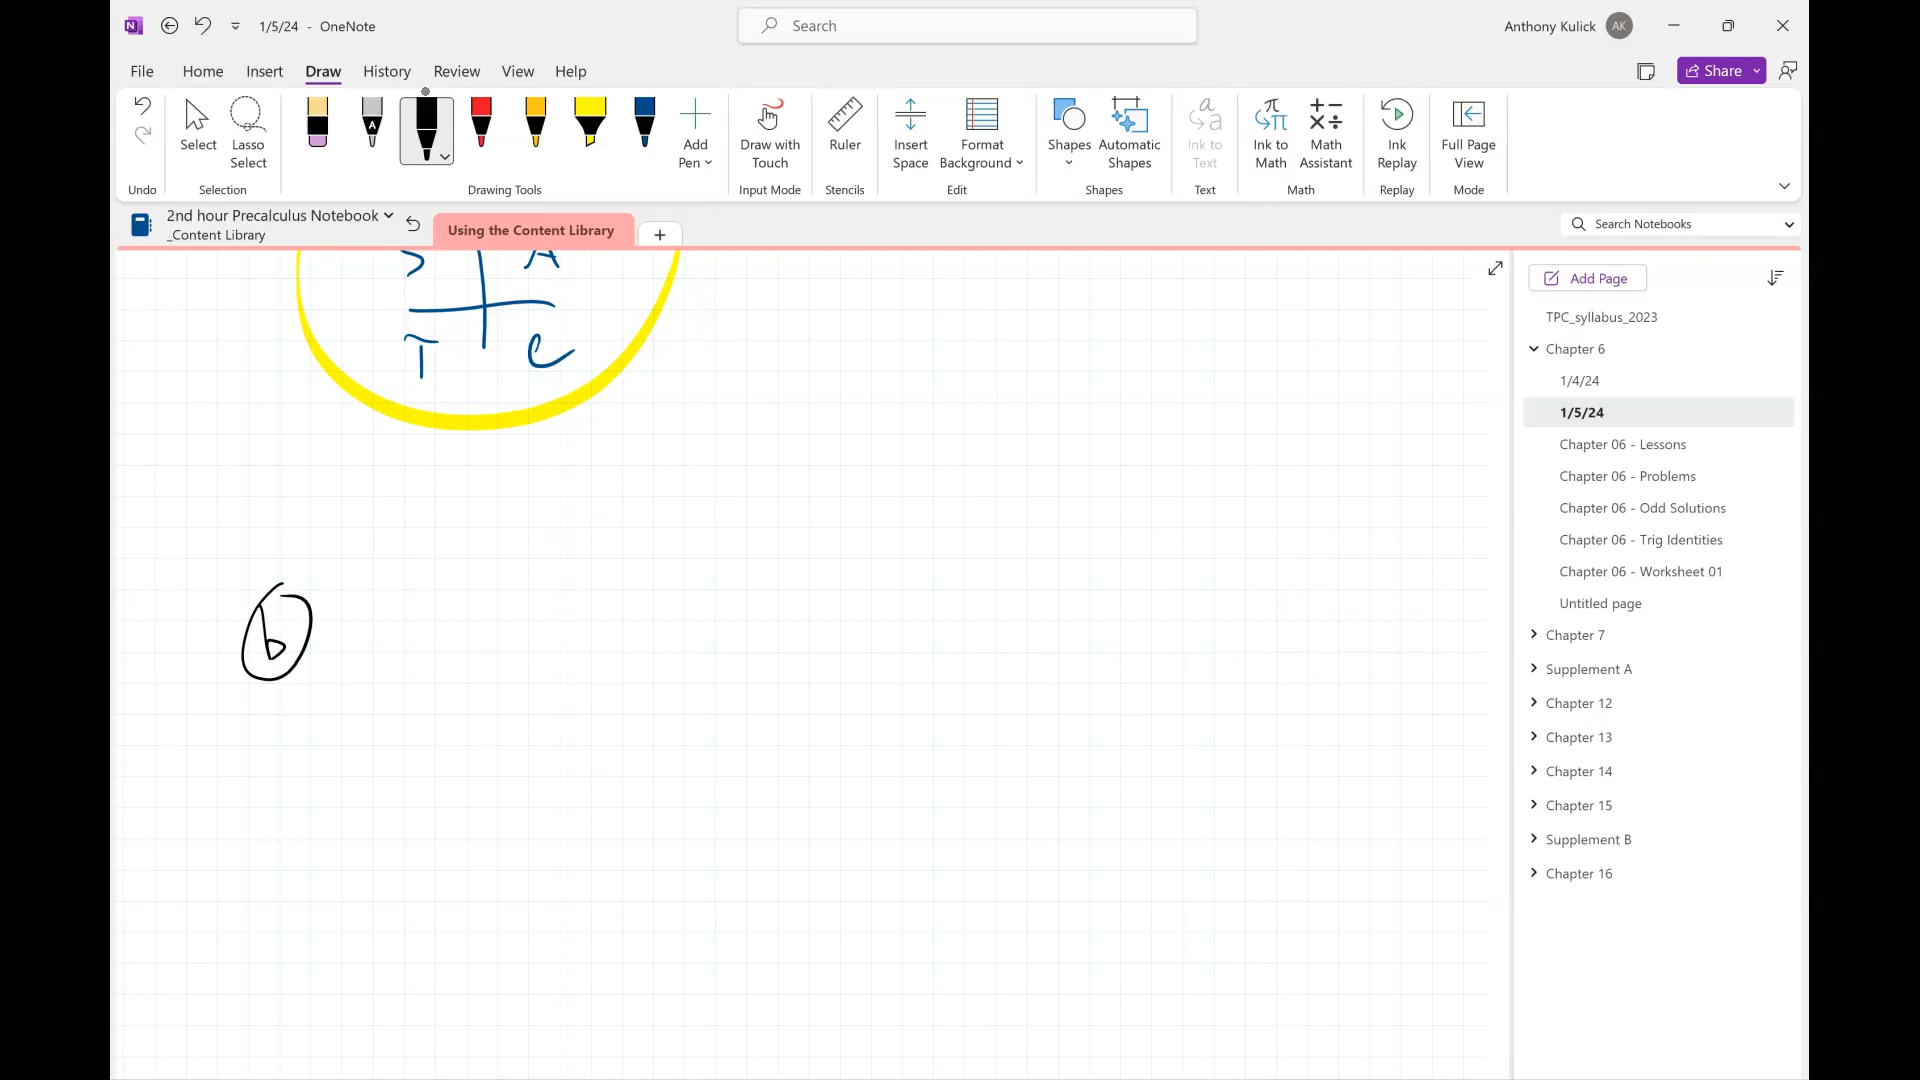 1/5/24 - OneNote
Search
Anthony Kulick AK
File Home Insert Draw History Review View Help
Share
Select
Lasso Select
A
Add Pen
Draw with Touch
Ruler
Insert Space
Format Background
Shapes
Automatic Shapes
Ink to Text
Ink to Math
Math Assistant
Ink Replay
Full Page View
Undo Selection Drawing Tools Input Mode Stencils Edit Shapes Text Math Replay Mode
2nd hour Precalculus Notebook
_Content Library
Using the Content Library
Search Notebooks
S A
T C
b
Add Page
TPC_syllabus_2023
Chapter 6
1/4/24
1/5/24
Chapter 06 - Lessons
Chapter 06 - Problems
Chapter 06 - Odd Solutions
Chapter 06 - Trig Identities
Chapter 06 - Worksheet 01
Untitled page
Chapter 7
Supplement A
Chapter 12
Chapter 13
Chapter 14
Chapter 15
Supplement B
Chapter 16